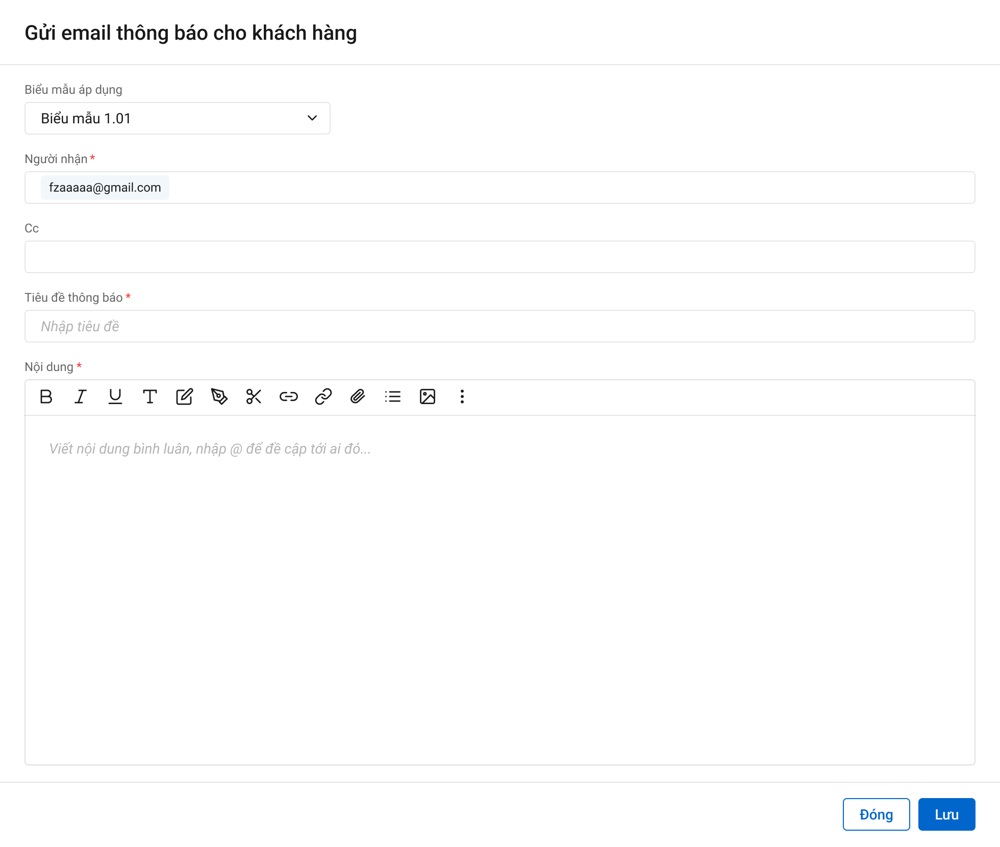 Gửi email thông báo cho khách hàng
Biểu mẫu áp dụng
Biểu mẫu 1.01
Người nhận *
fzaaaaa@gmail.com
Cc
Tiêu đề thông báo *
Nhập tiêu đề
Nội dung *
Viết nội dung bình luân, nhập @ để đề cập tới ai đó...
Đóng
Lưu